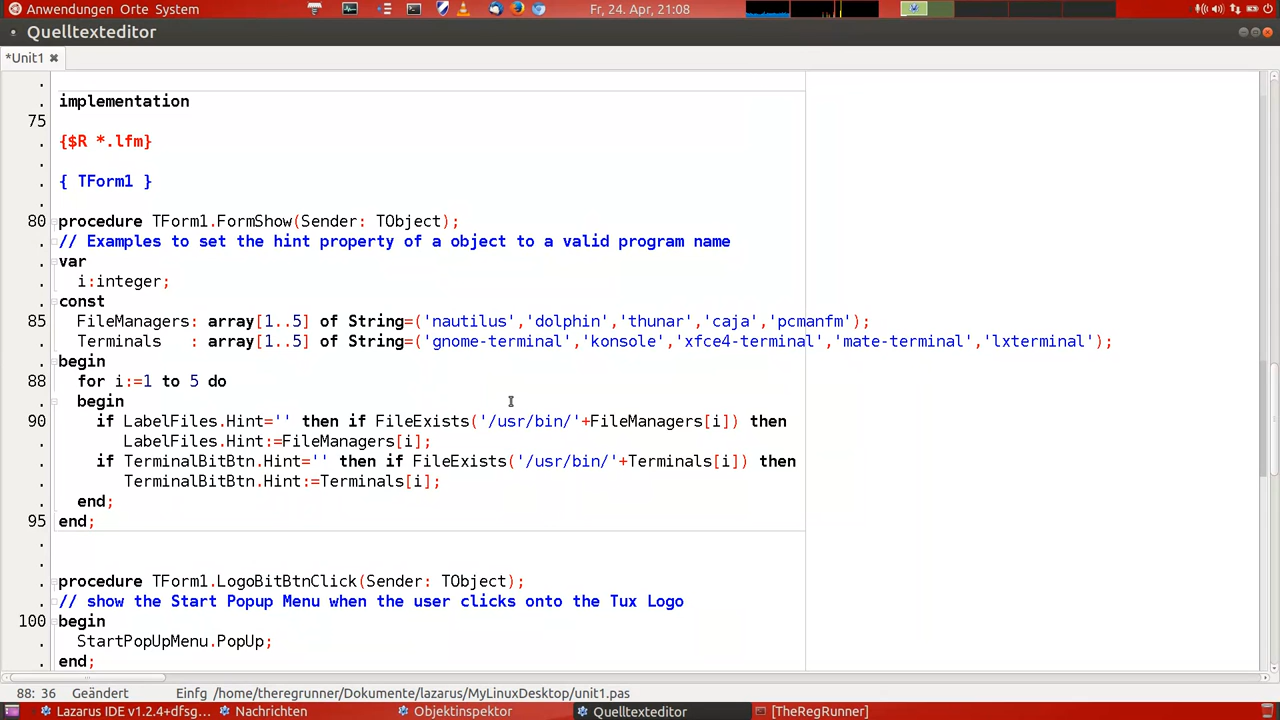 Anwendungen Orte System
Fr, 24. Apr, 21:08
Quelltexteditor
*Unit1
.
. implementation
75
. {$R *.lfm}
.
. { TForm1 }
.
80 procedure TForm1.FormShow(Sender: TObject);
. // Examples to set the hint property of a object to a valid program name
. var
. i:integer;
. const
85 FileManagers: array[1..5] of String=('nautilus','dolphin','thunar','caja','pcmanfm');
. Terminals : array[1..5] of String=('gnome-terminal','konsole','xfce4-terminal','mate-terminal','lxterminal');
. begin
88 for i:=1 to 5 do
. begin
90 if LabelFiles.Hint='' then if FileExists('/usr/bin/'+FileManagers[i]) then
. LabelFiles.Hint:=FileManagers[i];
. if TerminalBitBtn.Hint='' then if FileExists('/usr/bin/'+Terminals[i]) then
. TerminalBitBtn.Hint:=Terminals[i];
. end;
95 end;
.
.
. procedure TForm1.LogoBitBtnClick(Sender: TObject);
. // show the Start Popup Menu when the user clicks onto the Tux Logo
100 begin
. StartPopUpMenu.PopUp;
. end;
88: 36 Geändert Einfg /home/theregrunner/Dokumente/lazarus/MyLinuxDesktop/unit1.pas
Lazarus IDE v1.2.4+dfsg... Nachrichten Objektinspektor Quelltexteditor [TheRegRunner]